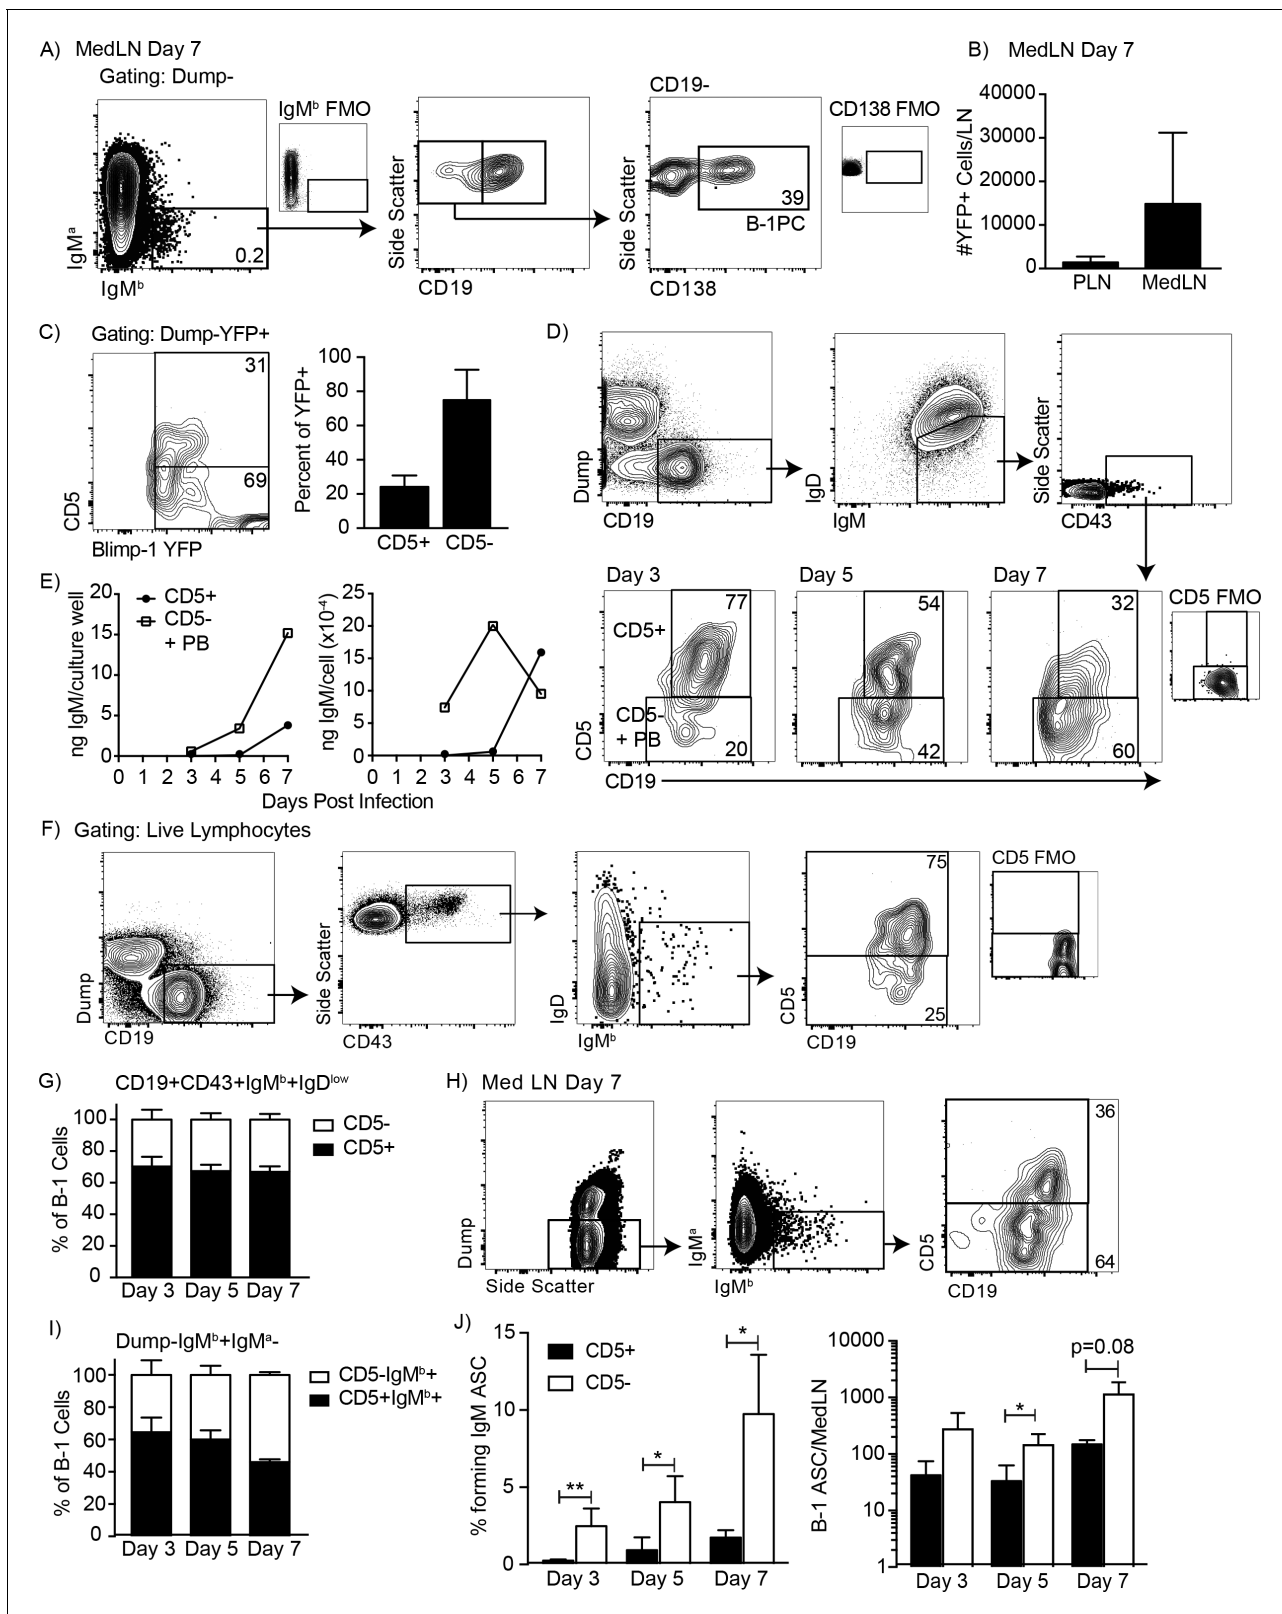 A) MedLN Day 7
Gating: Dump-
IgMᵇ FMO
IgMᵃ
IgMᵇ
0.2
Side Scatter
CD19
CD19-
Side Scatter
CD138
39
B-1PC
CD138 FMO
B) MedLN Day 7
#YFP+ Cells/LN
40000
30000
20000
10000
0
PLN MedLN
C) Gating: Dump-YFP+
31
69
CD5
Blimp-1 YFP
Percent of YFP+
100
80
60
40
20
0
CD5+ CD5-
D)
Dump
CD19
IgD
IgM
Side Scatter
CD43
Day 3 Day 5 Day 7
CD5 FMO
77 54 32
CD5+
CD5-
+ PB
20 42 60
CD5
CD19
E)
ng IgM/culture well
20
15
10
5
0
CD5+
CD5-
+ PB
0 1 2 3 4 5 6 7
ng IgM/cell (x10⁻⁴)
25
20
15
10
5
0
0 1 2 3 4 5 6 7
Days Post Infection
F) Gating: Live Lymphocytes
Dump
CD19
Side Scatter
CD43
IgD
IgMᵇ
75
25
CD5
CD19
CD5 FMO
G) CD19+CD43+IgMᵇ+IgDˡᵒʷ
% of B-1 Cells
100
80
60
40
20
0
Day 3 Day 5 Day 7
CD5-
CD5+
H) Med LN Day 7
Dump
Side Scatter
IgMᵃ
IgMᵇ
36
64
CD5
CD19
I)
Dump-IgMᵇ+IgMᵃ-
% of B-1 Cells
100
80
60
40
20
0
Day 3 Day 5 Day 7
CD5-IgMᵇ+
CD5+IgMᵇ+
J)
% forming IgM ASC
15
10
5
0
CD5+
CD5-
** * *
Day 3 Day 5 Day 7
B-1 ASC/MedLN
10000
1000
100
10
1
*
p=0.08
Day 3 Day 5 Day 7